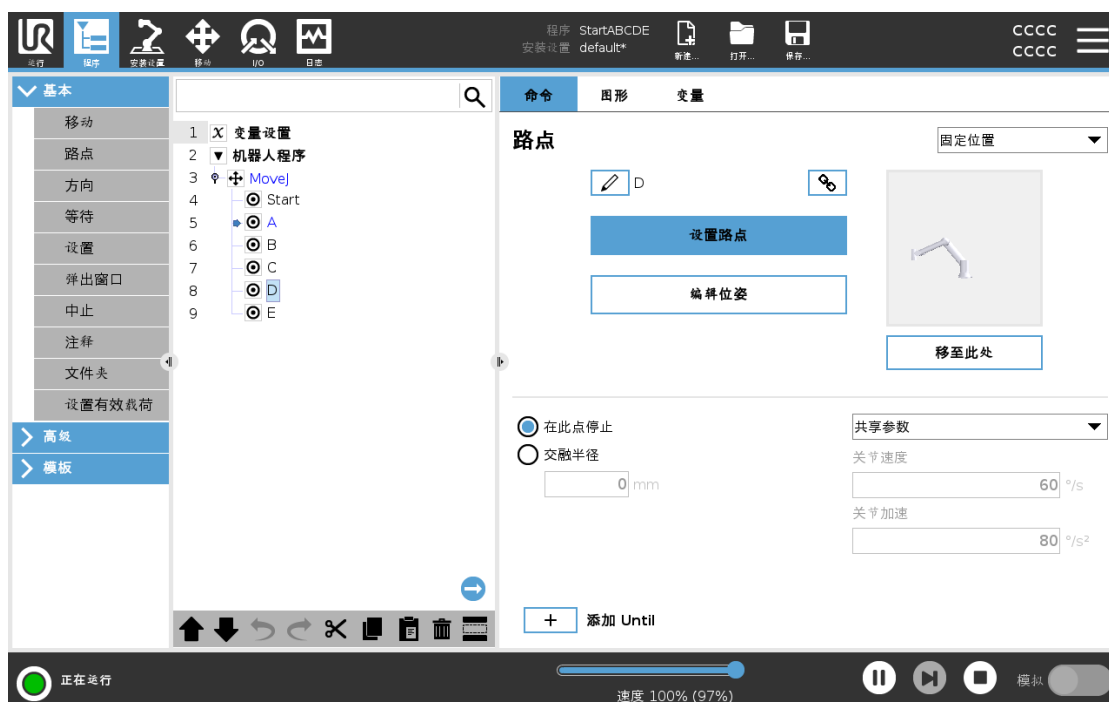 UR
运行
程序
安装设置
移动
I/O
日志
程序 StartABCDE
安装设置 default*
新建...
打开...
保存...
CCCC
CCCC
基本
移动
路点
方向
等待
设置
弹出窗口
中止
注释
文件夹
设置有效载荷
高级
模板
1 X 变量设置
2 机器人程序
3 MoveJ
4 Start
5 A
6 B
7 C
8 D
9 E
命令 图形 变量
路点
固定位置
D
设置路点
编辑位姿
移至此处
在此点停止
交融半径
0 mm
共享参数
关节速度
60 °/s
关节加速
80 °/s²
+ 添加 Until
正在运行
速度 100% (97%)
模拟